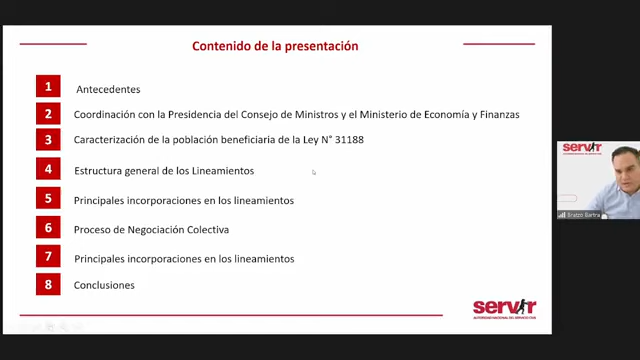 Contenido de la presentación
1 Antecedentes
2 Coordinación con la Presidencia del Consejo de Ministros y el Ministerio de Economía y Finanzas
3 Caracterización de la población beneficiaria de la Ley N° 31188
4 Estructura general de los Lineamientos
5 Principales incorporaciones en los lineamientos
6 Proceso de Negociación Colectiva
7 Principales incorporaciones en los lineamientos
8 Conclusiones
servir
AUTORIDAD NACIONAL DEL SERVICIO CIVIL
servir
Bartra